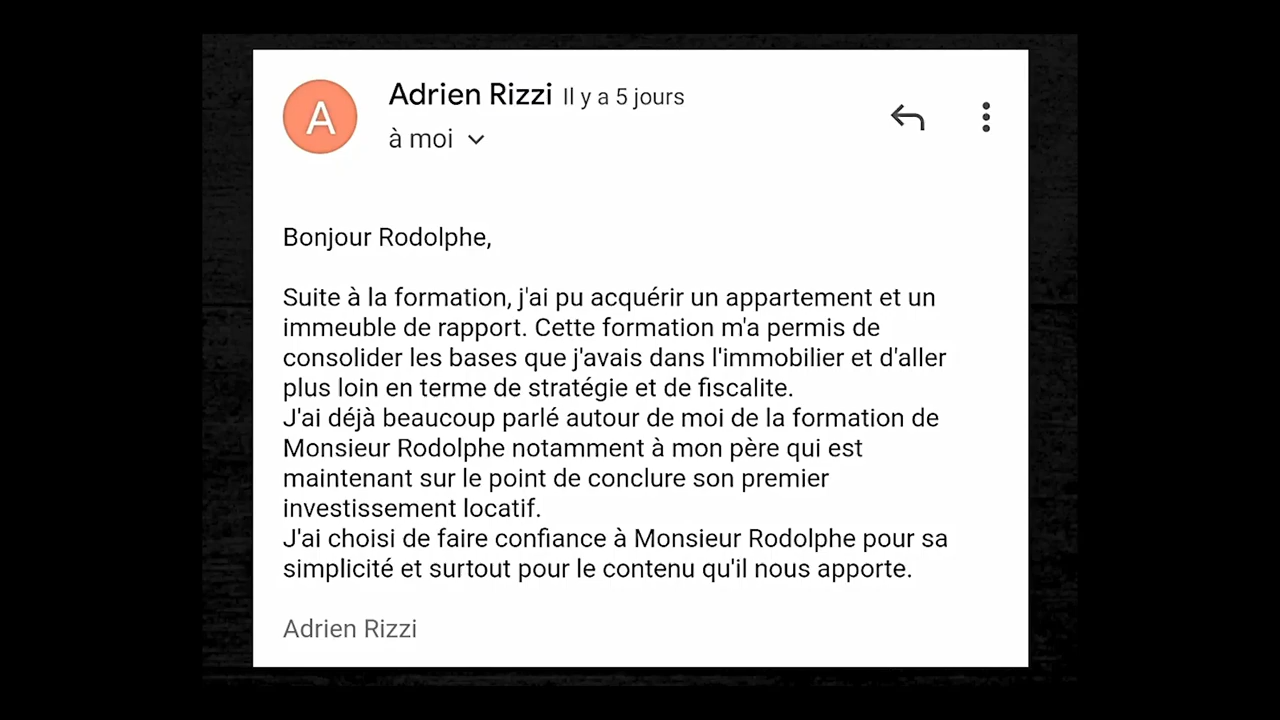 A
Adrien Rizzi Il y a 5 jours
à moi
Bonjour Rodolphe,
Suite à la formation, j'ai pu acquérir un appartement et un
immeuble de rapport. Cette formation m'a permis de
consolider les bases que j'avais dans l'immobilier et d'aller
plus loin en terme de stratégie et de fiscalite.
J'ai déjà beaucoup parlé autour de moi de la formation de
Monsieur Rodolphe notamment à mon père qui est
maintenant sur le point de conclure son premier
investissement locatif.
J'ai choisi de faire confiance à Monsieur Rodolphe pour sa
simplicité et surtout pour le contenu qu'il nous apporte.
Adrien Rizzi